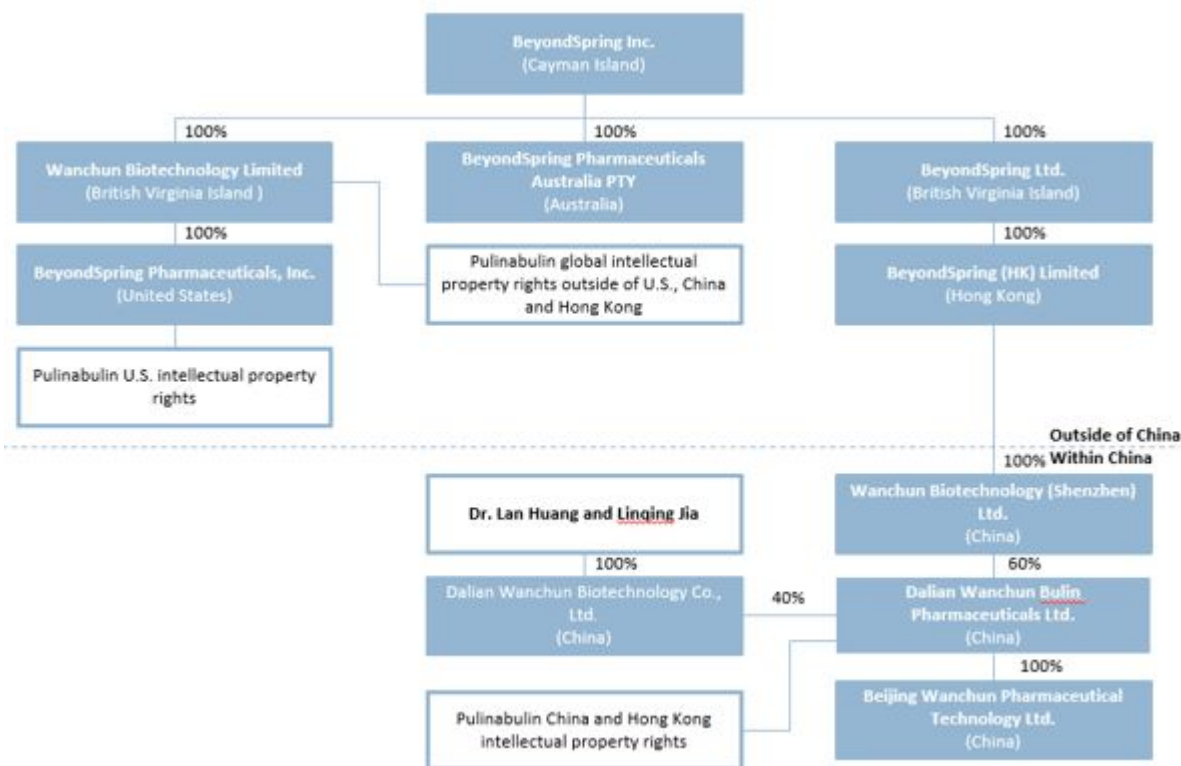 BeyondSpring Inc.
(Cayman Island)
100%
100%
100%
Wanchun Biotechnology Limited
(British Virginia Island )
BeyondSpring Pharmaceuticals
Australia PTY
(Australia)
BeyondSpring Ltd.
(British Virginia Island)
100%
100%
BeyondSpring Pharmaceuticals, Inc.
(United States)
Pulinabulin global intellectual
property rights outside of U.S., China
and Hong Kong
BeyondSpring (HK) Limited
(Hong Kong)
Pulinabulin U.S. intellectual property
rights
Outside of China
100% Within China
Dr. Lan Huang and Linqing Jia
Wanchun Biotechnology (Shenzhen)
Ltd.
(China)
100%
60%
Dalian Wanchun Biotechnology Co.,
Ltd.
(China)
40%
Dalian Wanchun Bulin
Pharmaceuticals Ltd.
(China)
100%
Pulinabulin China and Hong Kong
intellectual property rights
Beijing Wanchun Pharmaceutical
Technology Ltd.
(China)